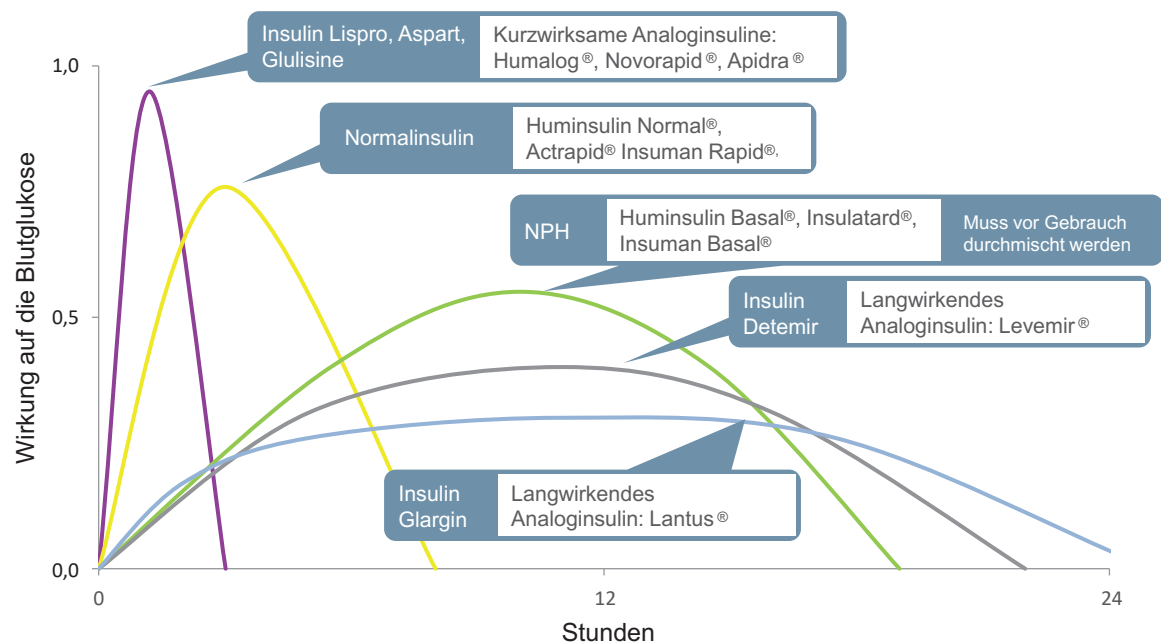 Insulin Lispro, Aspart,
Glulisine
Kurzwirksame Analoginsuline:
Humalog®, Novorapid®, Apidra®
1,0
Normalinsulin
Huminsulin Normal®,
Actrapid® Insuman Rapid®,
NPH
Huminsulin Basal®, Insulatard®,
Insuman Basal®
Muss vor Gebrauch
durchmischt werden
Insulin
Detemir
Langwirkendes
Analoginsulin: Levemir®
0,5
Wirkung auf die Blutglukose
Insulin
Glargin
Langwirkendes
Analoginsulin: Lantus®
0,0
0
12
24
Stunden